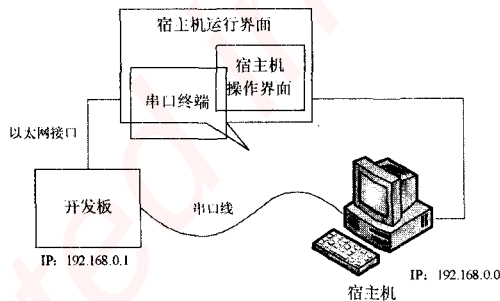 宿主机运行界面
宿主机
操作界面
串口终端
以太网接口
开发板
串口线
IP：192.168.0.1
IP：192.168.0.0
宿主机